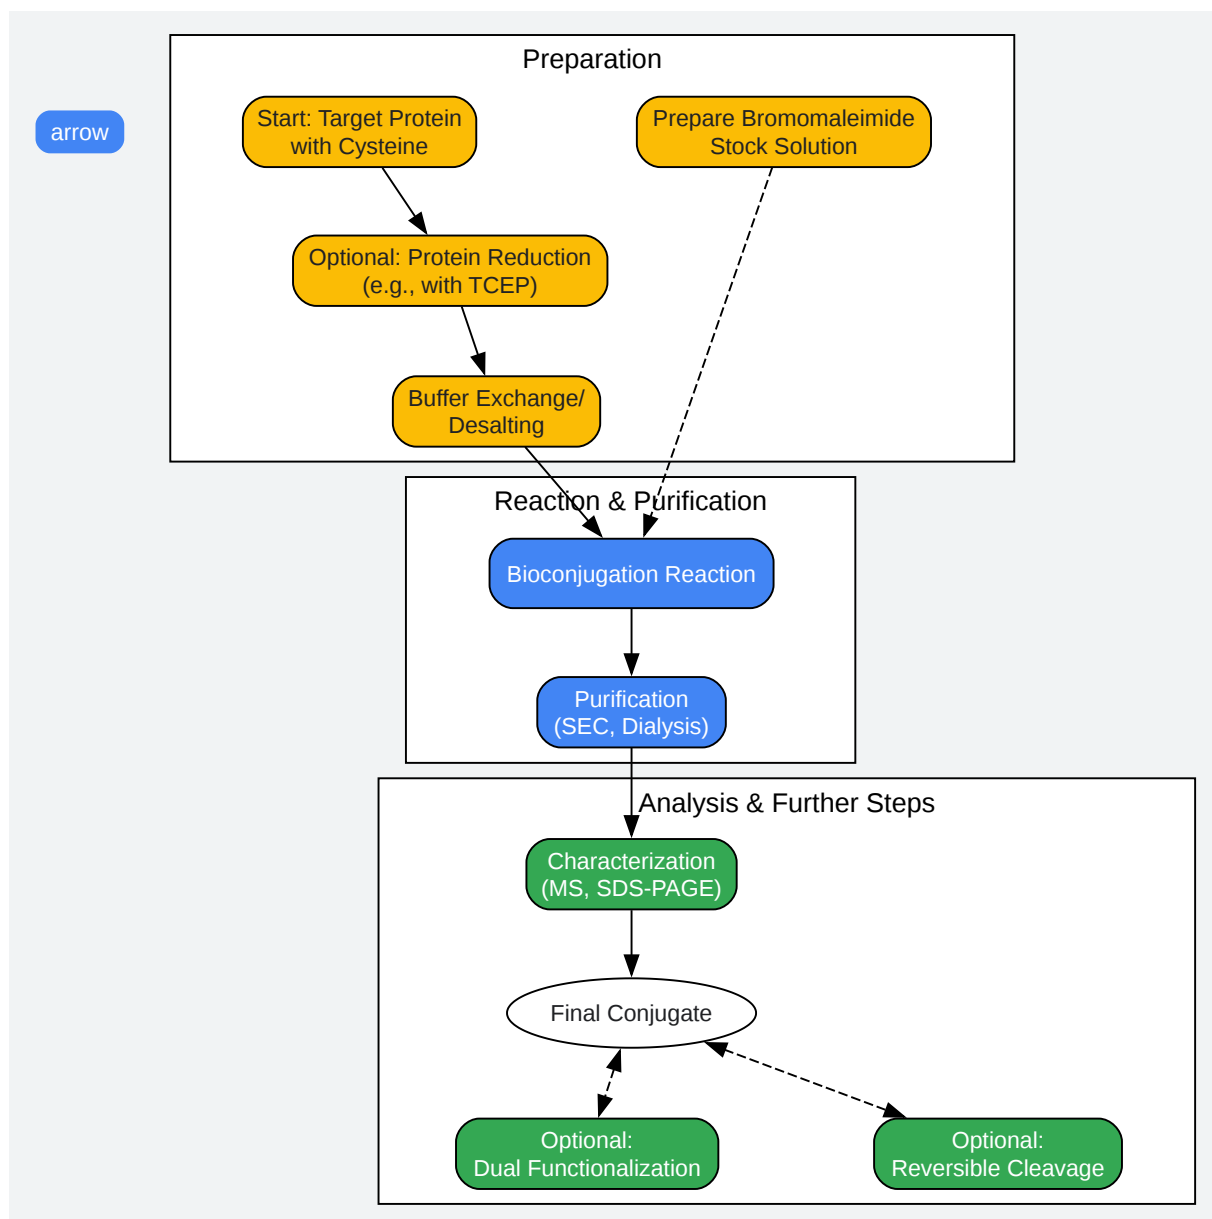 Preparation
arrow
Start: Target Protein
with Cysteine
Prepare Bromomaleimide
Stock Solution
Optional: Protein Reduction
(e.g., with TCEP)
Buffer Exchange/
Desalting
Reaction & Purification
Bioconjugation Reaction
Purification
(SEC, Dialysis)
Analysis & Further Steps
Characterization
(MS, SDS-PAGE)
Final Conjugate
Optional:
Dual Functionalization
Optional:
Reversible Cleavage